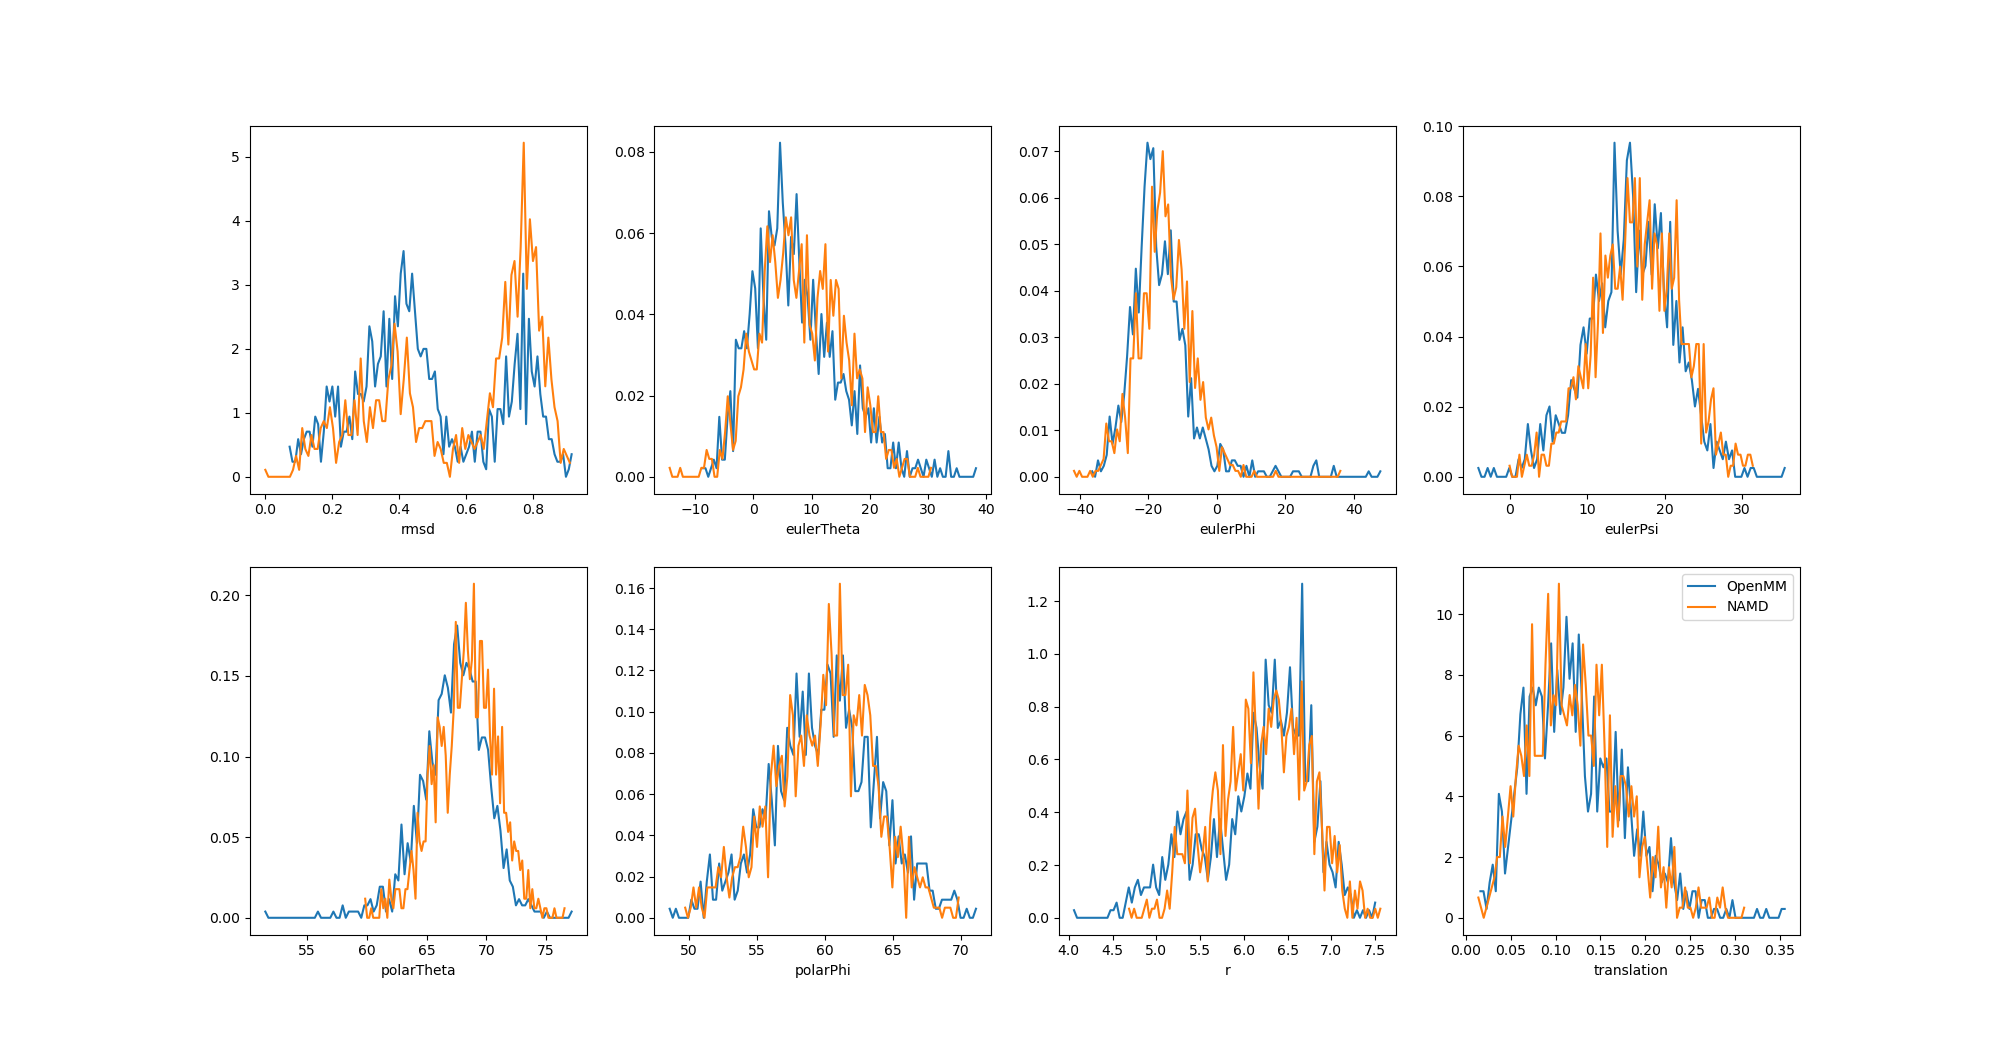 5
4
3
2
1
0
0.0 0.2 0.4 0.6 0.8
rmsd
0.08
0.06
0.04
0.02
0.00
−10 0 10 20 30 40
eulerTheta
0.07
0.06
0.05
0.04
0.03
0.02
0.01
0.00
−40 −20 0 20 40
eulerPhi
0.10
0.08
0.06
0.04
0.02
0.00
0 10 20 30
eulerPsi
0.20
0.15
0.10
0.05
0.00
55 60 65 70 75
polarTheta
0.16
0.14
0.12
0.10
0.08
0.06
0.04
0.02
0.00
50 55 60 65 70
polarPhi
1.2
1.0
0.8
0.6
0.4
0.2
0.0
4.0 4.5 5.0 5.5 6.0 6.5 7.0 7.5
r
OpenMM
NAMD
10
8
6
4
2
0
0.00 0.05 0.10 0.15 0.20 0.25 0.30 0.35
translation